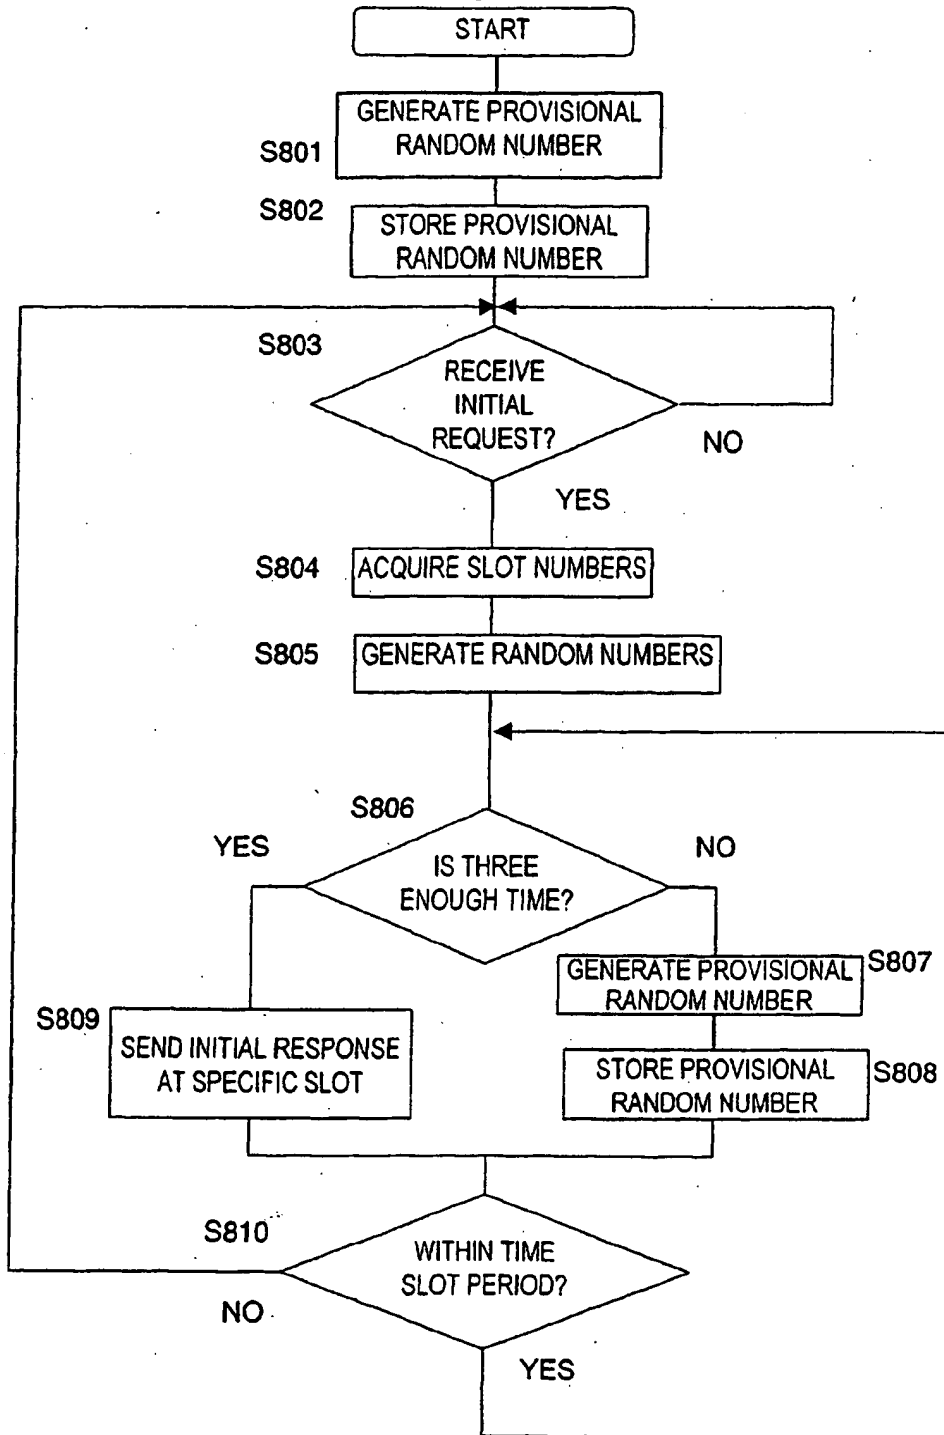 START
GENERATE PROVISIONAL
RANDOM NUMBER
S801
S802
STORE PROVISIONAL
RANDOM NUMBER
S803
RECEIVE
INITIAL
REQUEST?
NO
YES
S804
ACQUIRE SLOT NUMBERS
S805
GENERATE RANDOM NUMBERS
S806
YES
NO
IS THREE
ENOUGH TIME?
S807
GENERATE PROVISIONAL
RANDOM NUMBER
S809
SEND INITIAL RESPONSE
AT SPECIFIC SLOT
STORE PROVISIONAL
RANDOM NUMBER
S808
S810
WITHIN TIME
SLOT PERIOD?
NO
YES